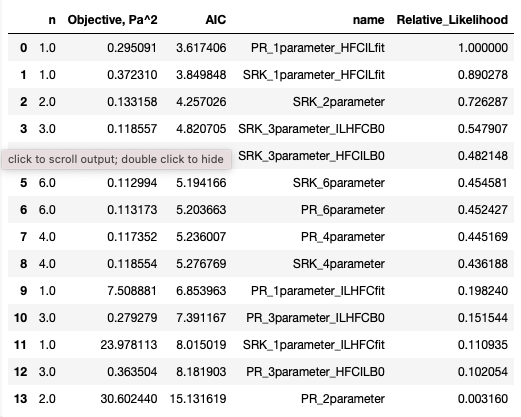 n Objective, Pa^2 AIC name Relative_Likelihood
0 1.0 0.295091 3.617406 PR_1parameter_HFCILfit 1.000000
1 1.0 0.372310 3.849848 SRK_1parameter_HFCILfit 0.890278
2 2.0 0.133158 4.257026 SRK_2parameter 0.726287
3 3.0 0.118557 4.820705 SRK_3parameter_ILHFCB0 0.547907
click to scroll output; double click to hide SRK_3parameter_HFCILB0 0.482148
5 6.0 0.112994 5.194166 SRK_6parameter 0.454581
6 6.0 0.113173 5.203663 PR_6parameter 0.452427
7 4.0 0.117352 5.236007 PR_4parameter 0.445169
8 4.0 0.118554 5.276769 SRK_4parameter 0.436188
9 1.0 7.508881 6.853963 PR_1parameter_ILHFCfit 0.198240
10 3.0 0.279279 7.391167 PR_3parameter_ILHFCB0 0.151544
11 1.0 23.978113 8.015019 SRK_1parameter_ILHFCfit 0.110935
12 3.0 0.363504 8.181903 PR_3parameter_HFCILB0 0.102054
13 2.0 30.602440 15.131619 PR_2parameter 0.003160